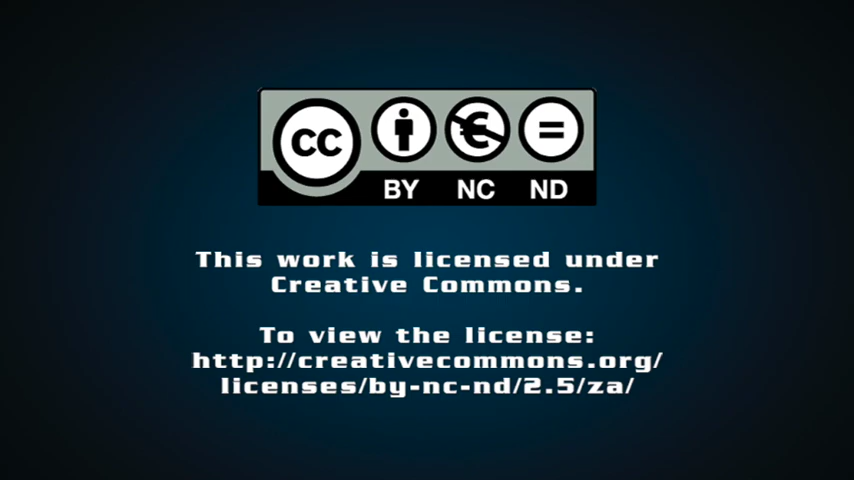 CC
BY NC ND
This work is licensed under
Creative Commons.
To view the license:
http://creativecommons.org/
licenses/by-nc-nd/2.5/za/